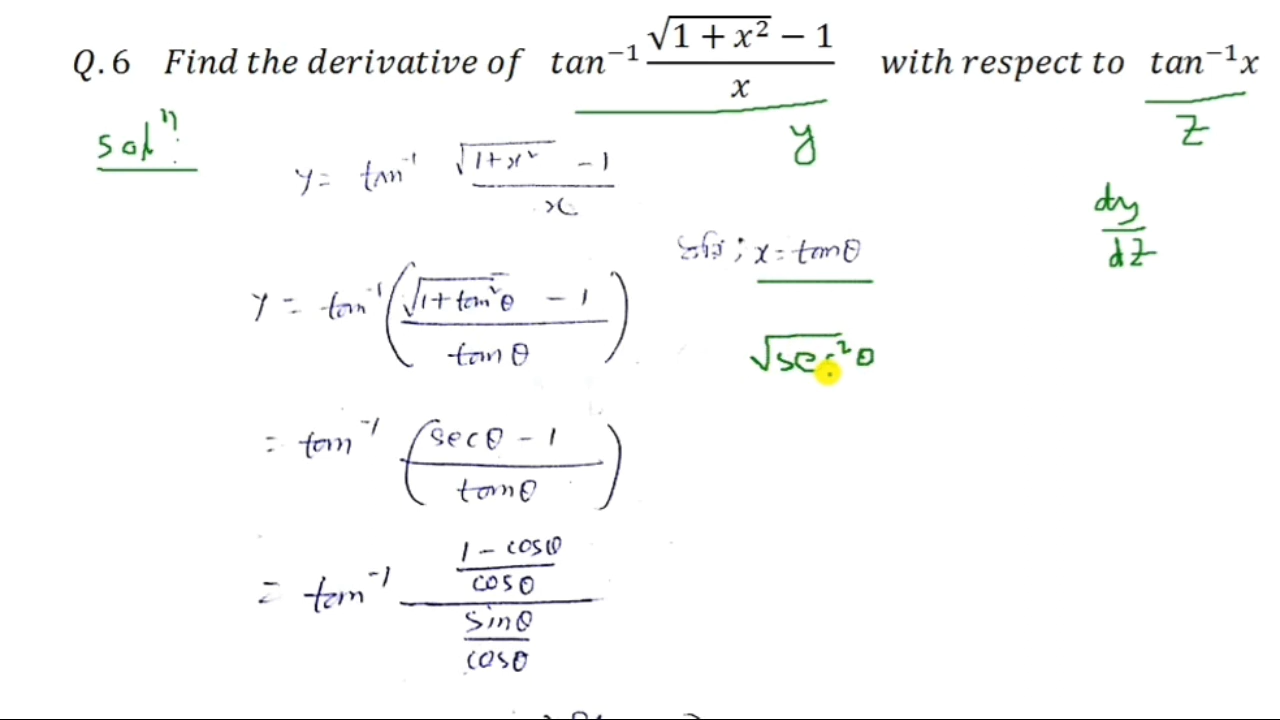 Q.6 Find the derivative of tan⁻¹ (√(1 + x²) − 1)/x with respect to tan⁻¹x
solⁿ: y z
y = tan⁻¹ (√(1+x²) − 1)/x
dy/dz
ধরি; x = tanθ
y = tan⁻¹((√(1+tan²θ) − 1)/tanθ)
√sec²θ
= tan⁻¹((secθ − 1)/tanθ)
= tan⁻¹ ((1 − cosθ)/cosθ)/(sinθ/cosθ)